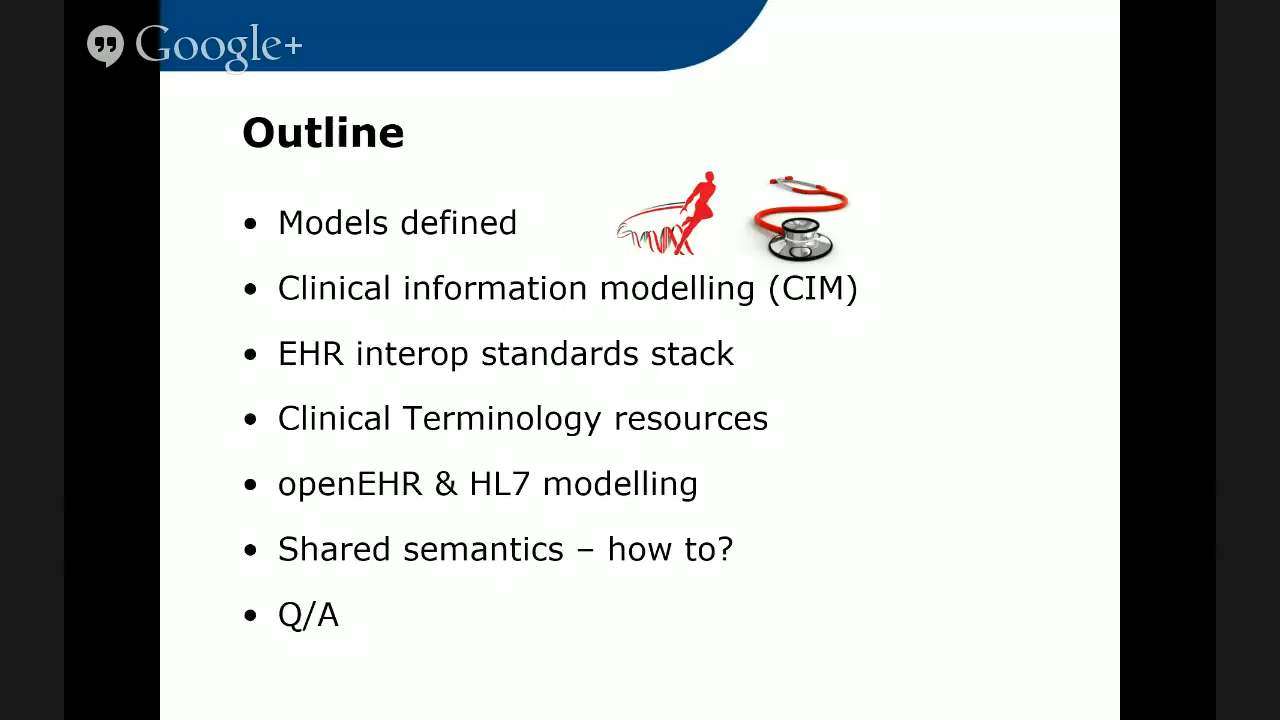 Google+
Outline
• Models defined
• Clinical information modelling (CIM)
• EHR interop standards stack
• Clinical Terminology resources
• openEHR & HL7 modelling
• Shared semantics – how to?
• Q/A